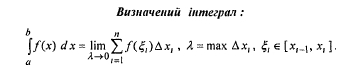 Визначений інтеграл :
∫_a^b f(x) dx = lim_{λ→0} ∑_{i=1}^n f(ξ_i) Δx_i , λ = max Δx_i , ξ_i ∈ [x_{i−1}, x_i] .